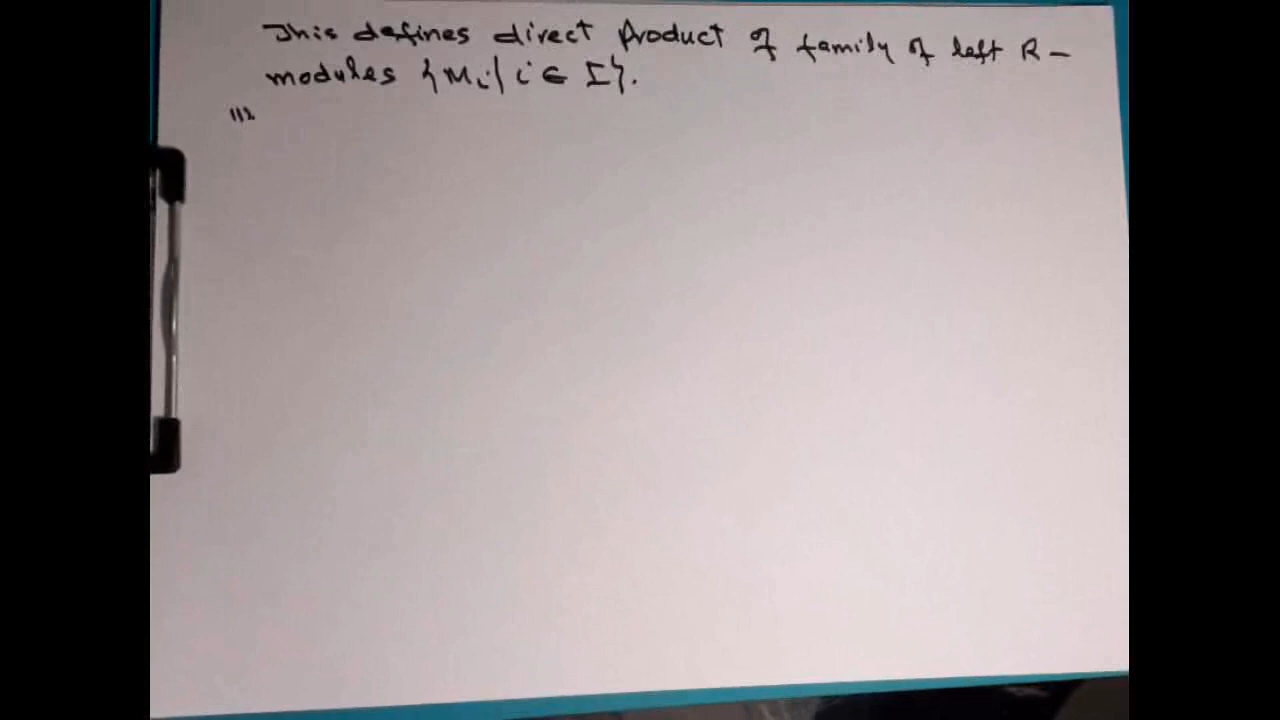 This defines direct product of family of left R-
modules {Mi | i ∈ I}.